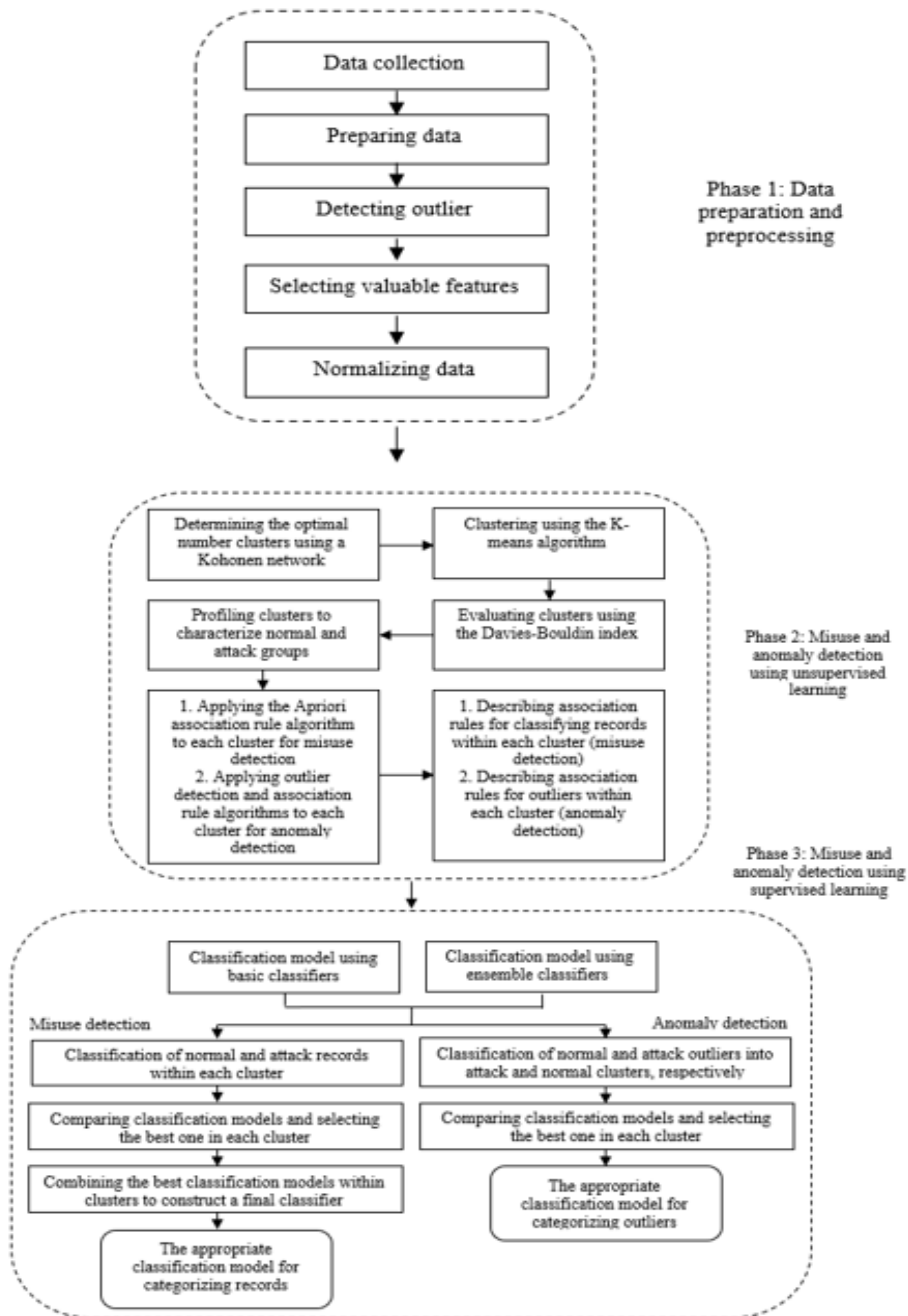 Data collection
Preparing data
Detecting outlier
Selecting valuable features
Normalizing data
Phase 1: Data
preparation and
preprocessing
Determining the optimal
number clusters using a
Kohonen network
Clustering using the K-
means algorithm
Profiling clusters to
characterize normal and
attack groups
Evaluating clusters using
the Davies-Bouldin index
1. Applying the Apriori
association rule algorithm
to each cluster for misuse
detection
2. Applying outlier
detection and association
rule algorithms to each
cluster for anomaly
detection
1. Describing association
rules for classifying records
within each cluster (misuse
detection)
2. Describing association
rules for outliers within
each cluster (anomaly
detection)
Phase 2: Misuse and
anomaly detection
using unsupervised
learning
Phase 3: Misuse and
anomaly detection using
supervised learning
Classification model using
basic classifiers
Classification model using
ensemble classifiers
Misuse detection
Anomaly detection
Classification of normal and attack records
within each cluster
Classification of normal and attack outliers into
attack and normal clusters, respectively
Comparing classification models and selecting
the best one in each cluster
Comparing classification models and selecting
the best one in each cluster
Combining the best classification models within
clusters to construct a final classifier
The appropriate
classification model for
categorizing outliers
The appropriate
classification model for
categorizing records